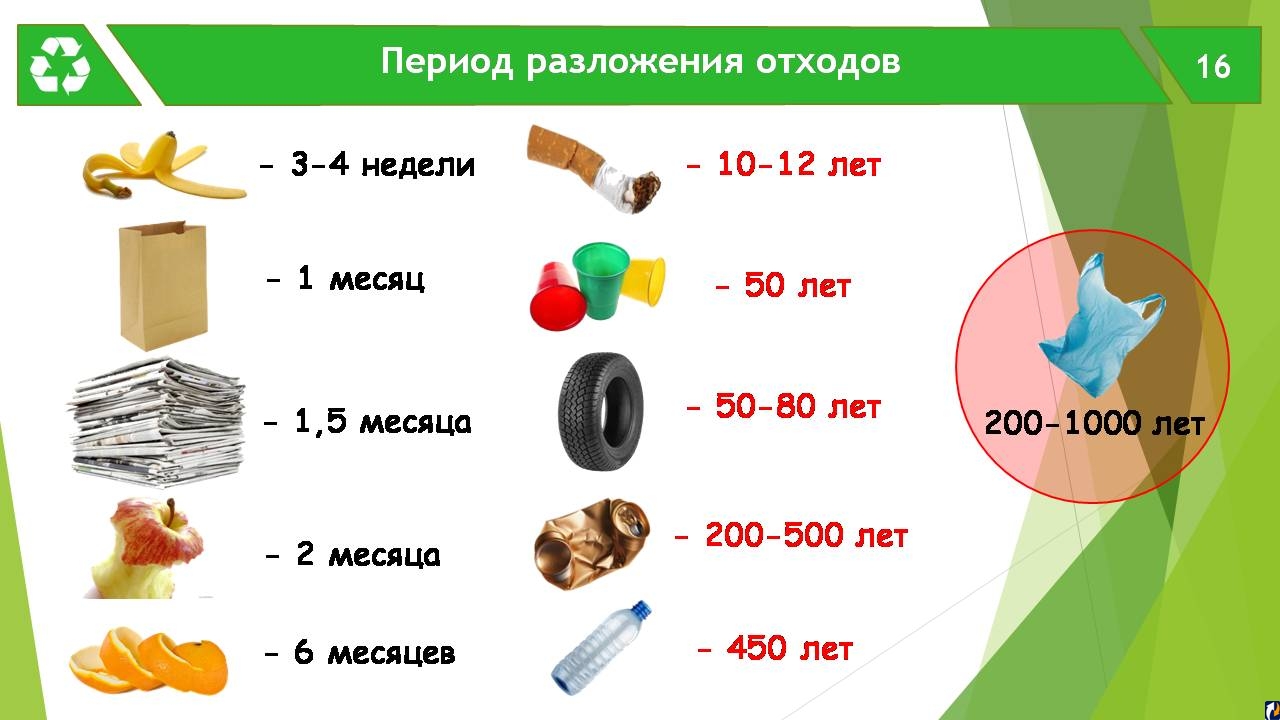 Период разложения отходов
16
- 3-4 недели
- 1 месяц
- 1,5 месяца
- 2 месяца
- 6 месяцев
- 10-12 лет
- 50 лет
- 50-80 лет
- 200-500 лет
- 450 лет
200-1000 лет